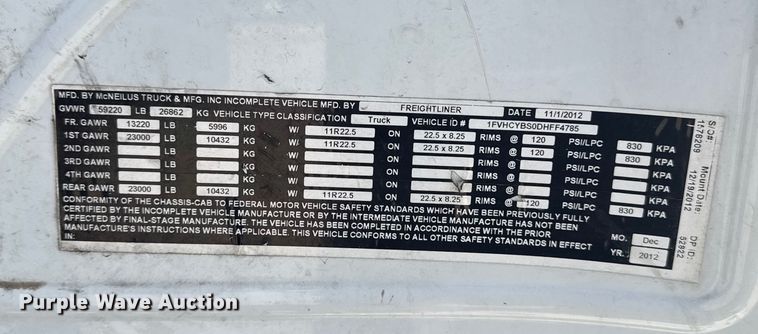 MFD. BY McNEILUS TRUCK & MFG. INC INCOMPLETE VEHICLE MFD. BY FREIGHTLINER DATE 11/1/2012
GVWR 59220 LB 26862 KG VEHICLE TYPE CLASSIFICATION Truck VEHICLE ID # 1FVHCYBS0DHFF4785
FR. GAWR 13220 LB 5996 KG W/ 11R22.5 ON 22.5 x 8.25 RIMS @ 120 PSI/LPC 830 KPA
1ST GAWR 23000 LB 10432 KG W/ 11R22.5 ON 22.5 x 8.25 RIMS @ 120 PSI/LPC 830 KPA
2ND GAWR LB KG W/ ON RIMS @ PSI/LPC KPA
3RD GAWR LB KG W/ ON RIMS @ PSI/LPC KPA
4TH GAWR LB KG W/ ON RIMS @ PSI/LPC KPA
REAR GAWR 23000 LB 10432 KG W/ 11R22.5 ON 22.5 x 8.25 RIMS @ 120 PSI/LPC 830 KPA
CONFORMITY OF THE CHASSIS-CAB TO FEDERAL MOTOR VEHICLE SAFETY STANDARDS WHICH HAVE BEEN PREVIOUSLY FULLY
CERTIFIED BY THE INCOMPLETE VEHICLE MANUFACTURE OR BY THE INTERMEDIATE VEHICLE MANUFACTURE HAS NOT BEEN
AFFECTED BY FINAL-STAGE MANUFACTURE. THE VEHICLE HAS BEEN COMPLETED IN ACCORDANCE WITH THE PRIOR
MANUFACTURE'S INSTRUCTIONS WHERE APPLICABLE. THIS VEHICLE CONFORMS TO ALL OTHER SAFETY STANDARDS IN EFFECT
IN: MO. Dec
YR. 2012
SIC#
Mount Date 12/19/2012
DP ID: 52822
Purple Wave Auction